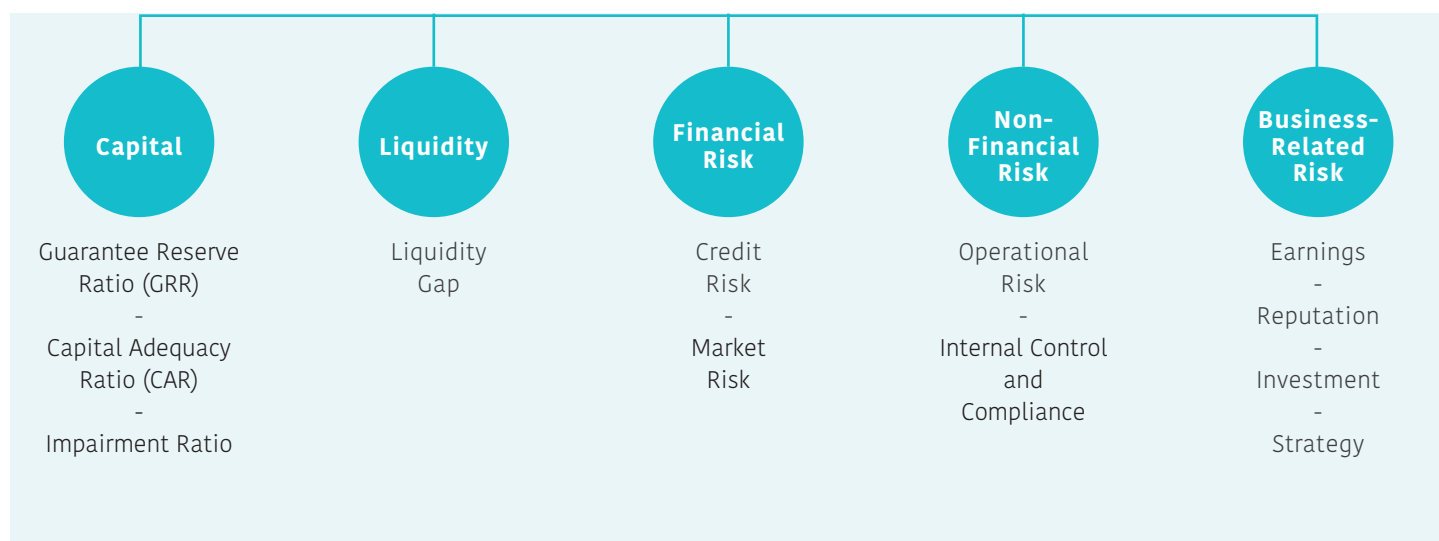 Capital
Guarantee Reserve
Ratio (GRR)
-
Capital Adequacy
Ratio (CAR)
-
Impairment Ratio
Liquidity
Liquidity
Gap
Financial
Risk
Credit
Risk
-
Market
Risk
Non-
Financial
Risk
Operational
Risk
-
Internal Control
and
Compliance
Business-
Related
Risk
Earnings
-
Reputation
-
Investment
-
Strategy